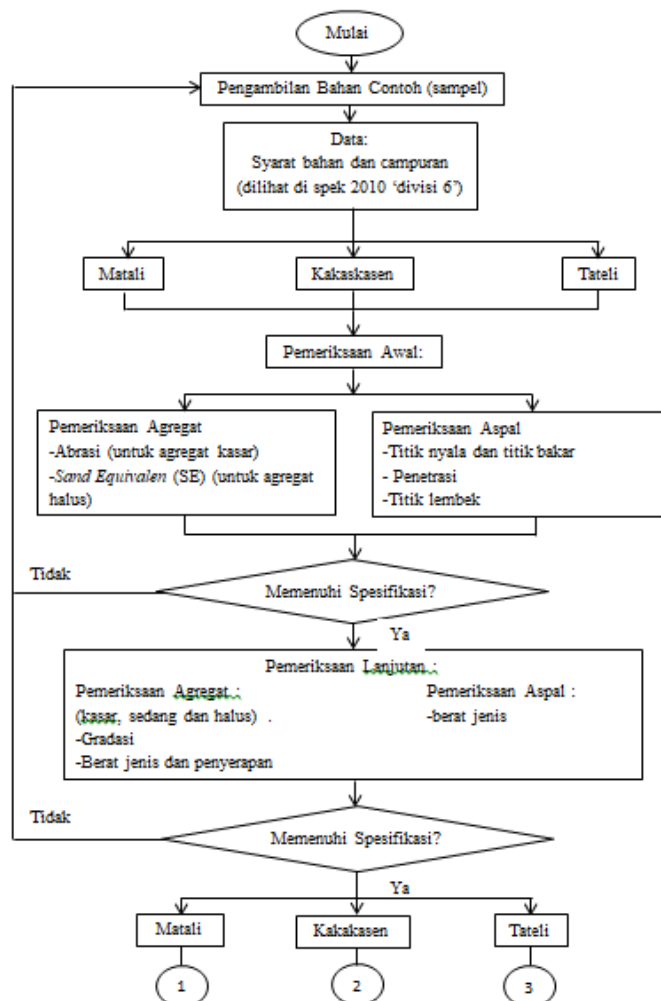 Mulai
Pengambilan Bahan Contoh (sampel)
Data:
Syarat bahan dan campuran
(dilihat di spek 2010 ‘divisi 6’)
Matali
Kakaskasen
Tateli
Pemeriksaan Awal:
Pemeriksaan Agregat
-Abrasi (untuk agregat kasar)
-Sand Equivalen (SE) (untuk agregat
halus)
Pemeriksaan Aspal
-Titik nyala dan titik bakar
- Penetrasi
-Titik lembek
Tidak
Memenuhi Spesifikasi?
Ya
Pemeriksaan Lanjutan :
Pemeriksaan Agregat :
(kasar, sedang dan halus) .
-Gradasi
-Berat jenis dan penyerapan
Pemeriksaan Aspal :
-berat jenis
Tidak
Memenuhi Spesifikasi?
Ya
Matali
Kakakasen
Tateli
1
2
3